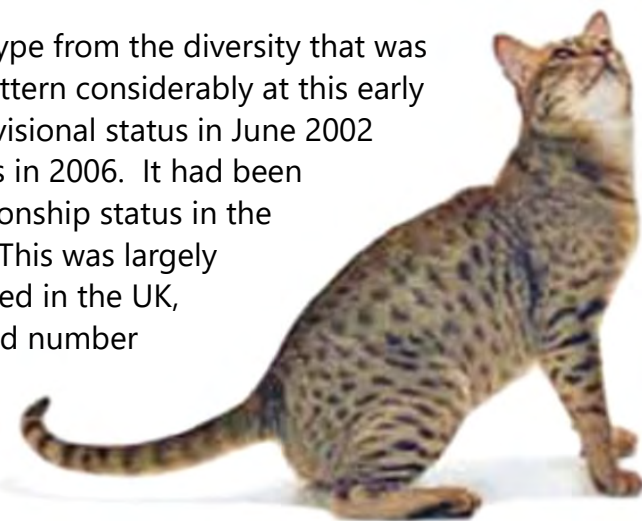 ype from the diversity that was
ttern considerably at this early
visional status in June 2002
s in 2006.  It had been
onship status in the
This was largely
ed in the UK,
d number